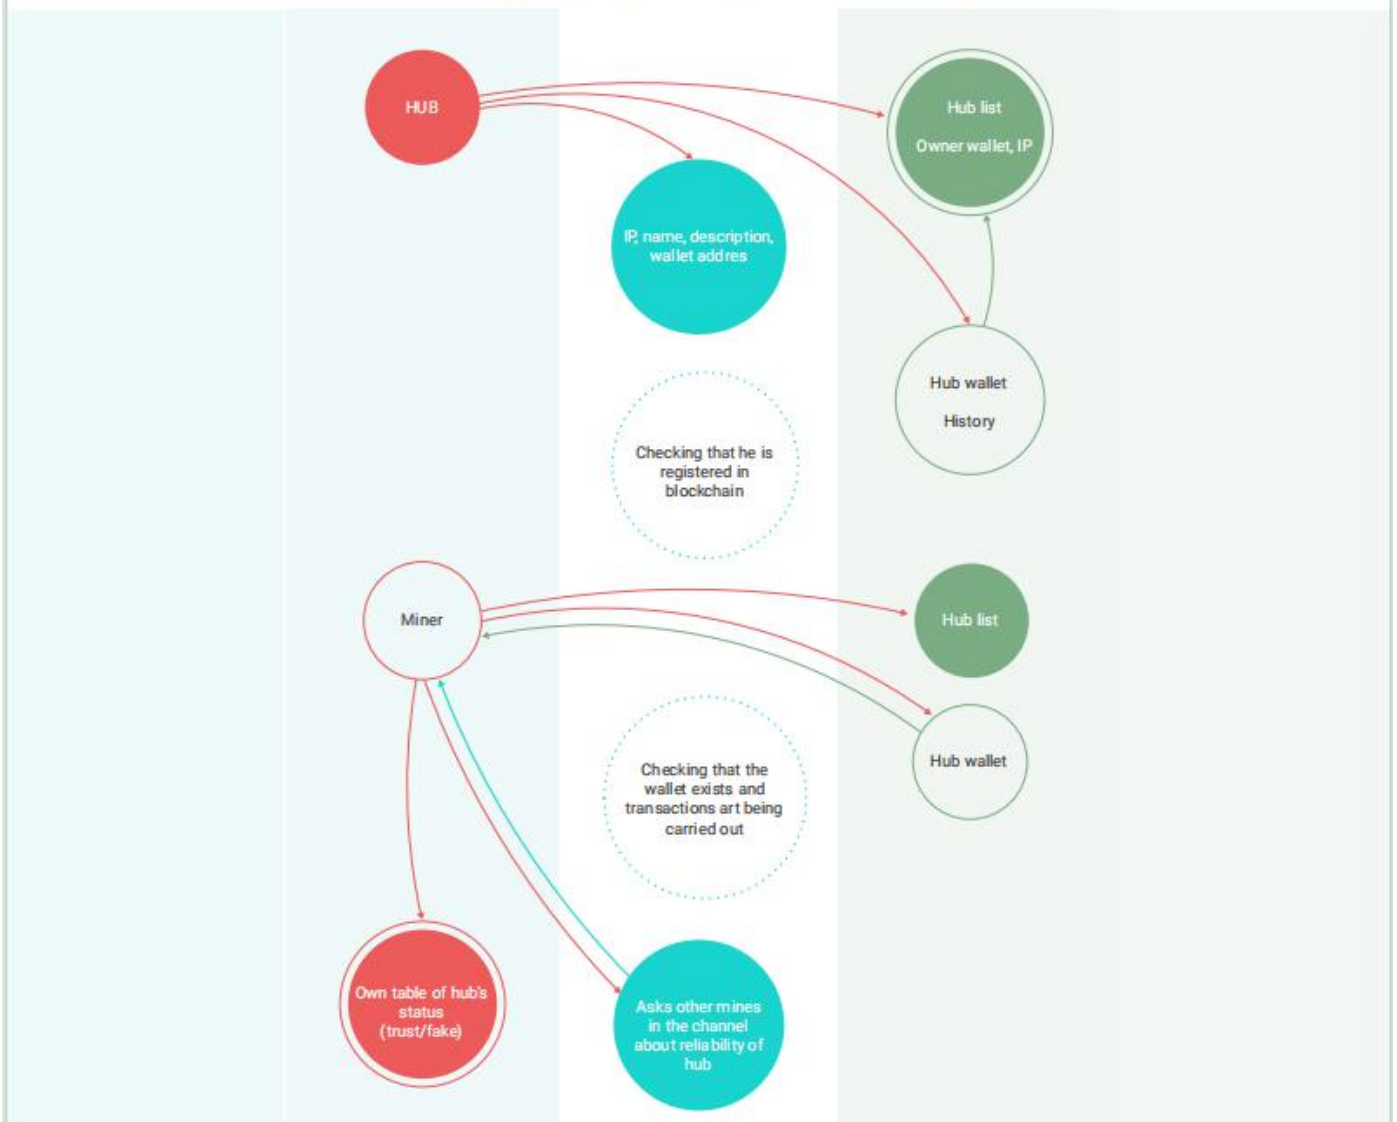 HUB
Hub list
Owner wallet, IP
IP, name, description,
wallet addres
Hub wallet
History
Checking that he is
registered in
blockchain
Miner
Hub list
Hub wallet
Checking that the
wallet exists and
transactions art being
carried out
Own table of hub's
status
(trust/fake)
Asks other mines
in the channel
about reliability of
hub